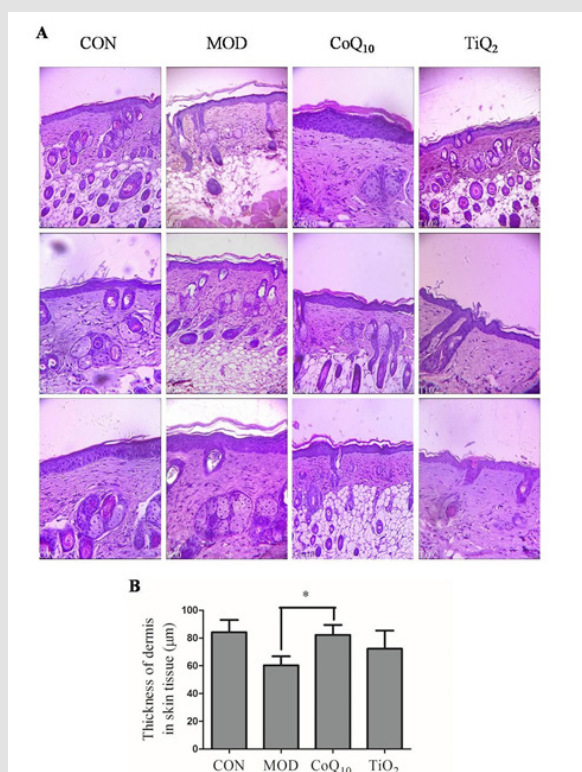 A
CON MOD CoQ10 TiQ2
B
*
Thickness of dermis
in skin tissue (μm)
100
80
60
40
20
0
CON MOD CoQ10 TiO2